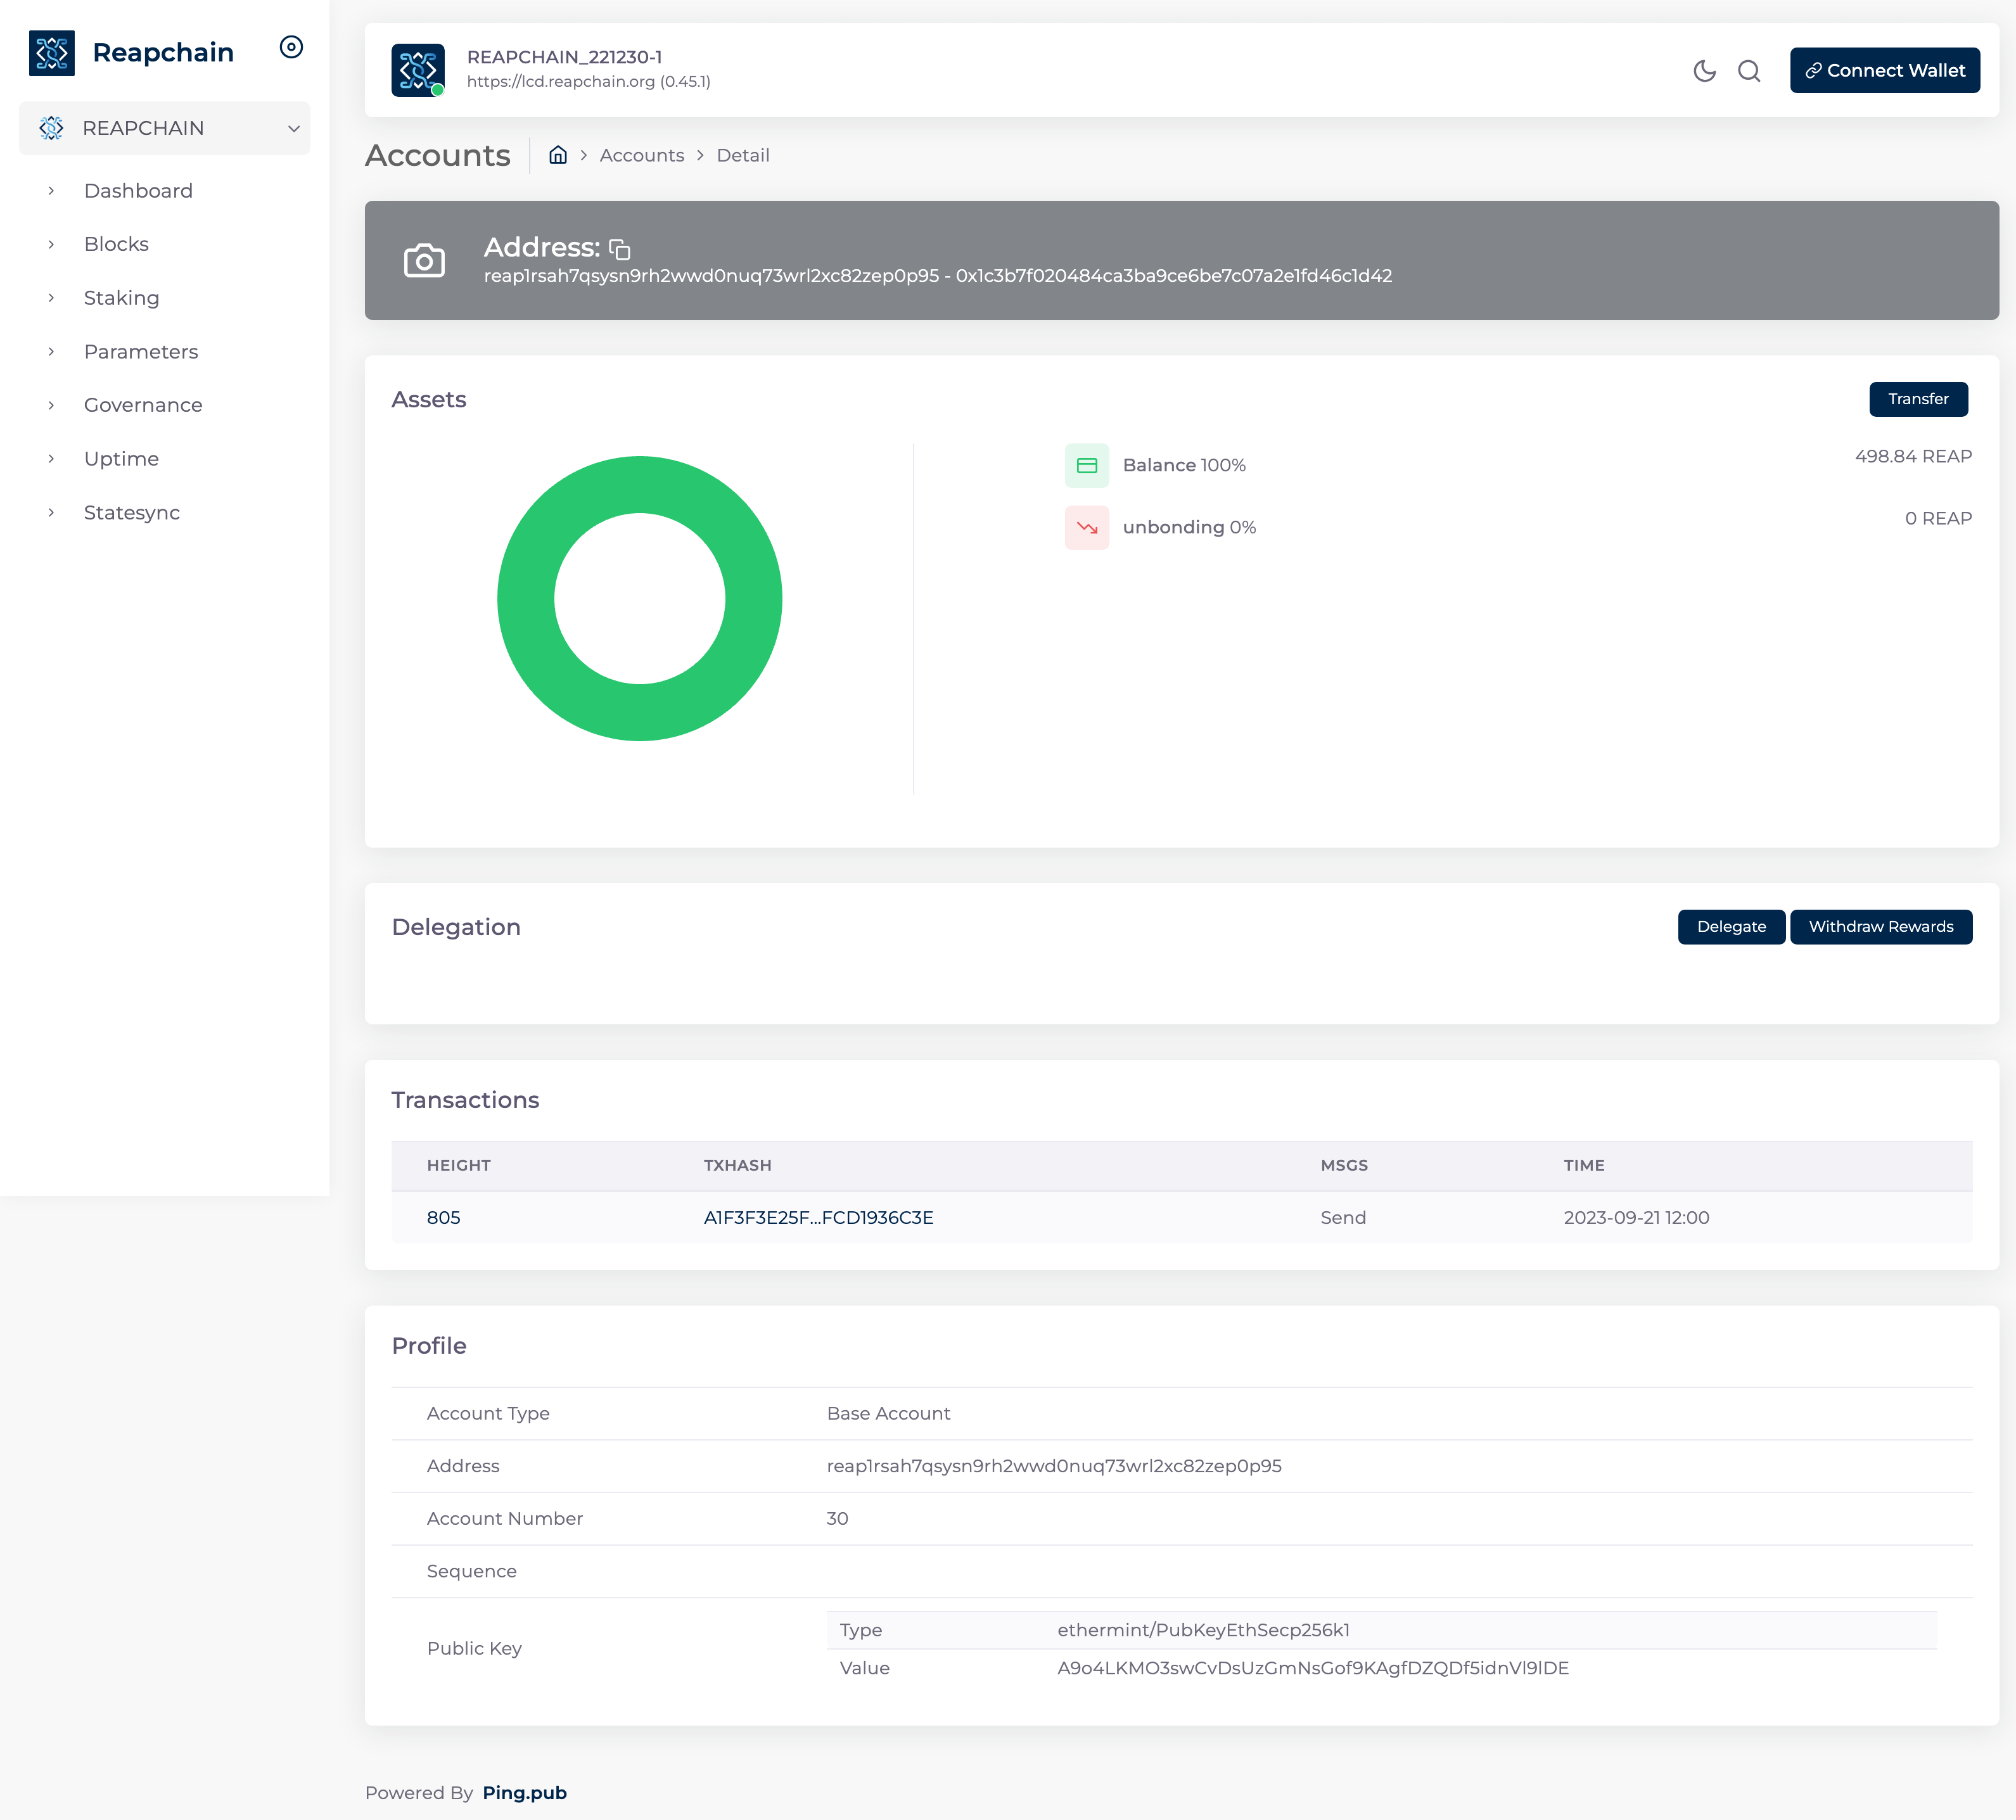 Reapchain
REAPCHAIN
Dashboard
Blocks
Staking
Parameters
Governance
Uptime
Statesync
REAPCHAIN_221230-1
https://lcd.reapchain.org (0.45.1)
Connect Wallet
Accounts
Accounts > Detail
Address:
reap1rsah7qsysn9rh2wwd0nuq73wrl2xc82zep0p95 - 0x1c3b7f020484ca3ba9ce6be7c07a2e1fd46c1d42
Assets
Transfer
Balance 100%
498.84 REAP
unbonding 0%
0 REAP
Delegation
Delegate
Withdraw Rewards
Transactions
HEIGHT TXHASH MSGS TIME
805 A1F3F3E25F...FCD1936C3E Send 2023-09-21 12:00
Profile
Account Type Base Account
Address reap1rsah7qsysn9rh2wwd0nuq73wrl2xc82zep0p95
Account Number 30
Sequence
Public Key
Type ethermint/PubKeyEthSecp256k1
Value A9o4LKMO3swCvDsUzGmNsGof9KAgfDZQDf5idnVl9lDE
Powered By Ping.pub